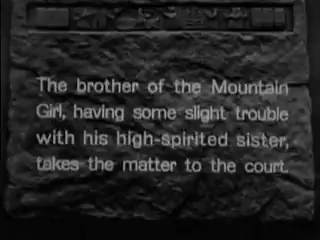 The brother of the Mountain
Girl, having some slight trouble
with his high-spirited sister,
takes the matter to the court.